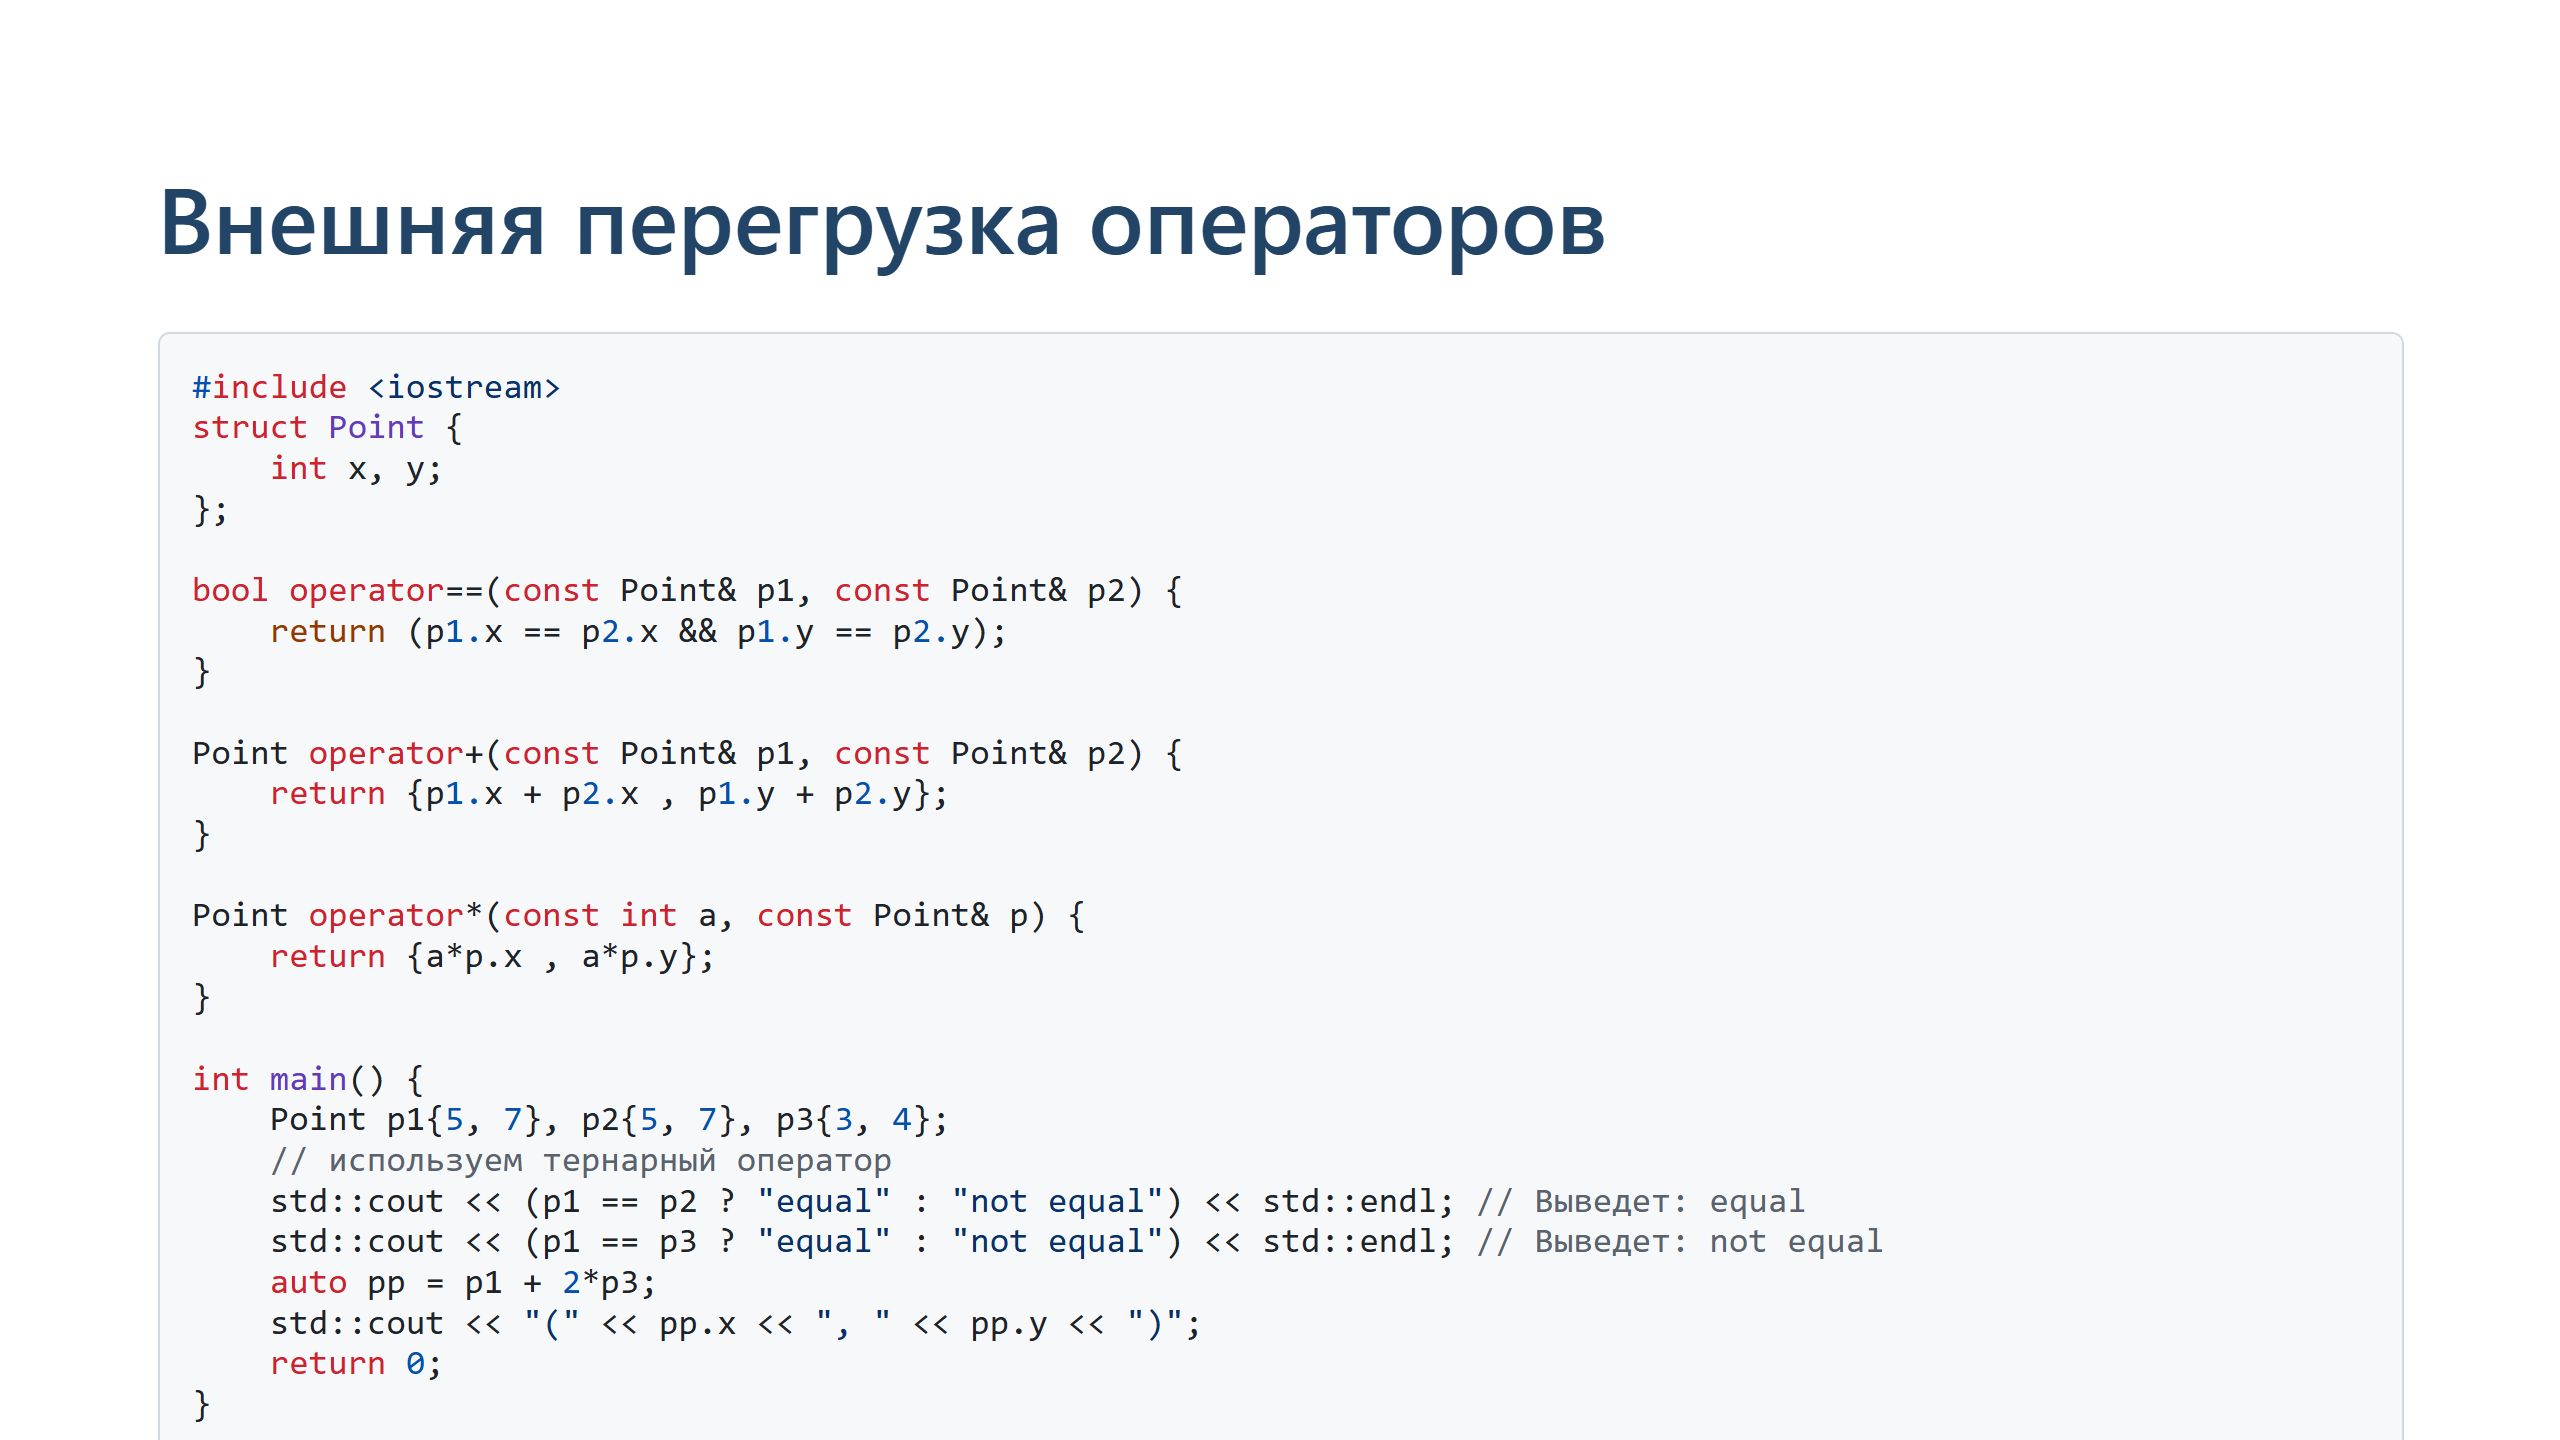 Внешняя перегрузка операторов
#include <iostream>
struct Point {
    int x, y;
};
bool operator==(const Point& p1, const Point& p2) {
    return (p1.x == p2.x && p1.y == p2.y);
}
Point operator+(const Point& p1, const Point& p2) {
    return {p1.x + p2.x , p1.y + p2.y};
}
Point operator*(const int a, const Point& p) {
    return {a*p.x , a*p.y};
}
int main() {
    Point p1{5, 7}, p2{5, 7}, p3{3, 4};
    // используем тернарный оператор
    std::cout << (p1 == p2 ? "equal" : "not equal") << std::endl; // Выведет: equal
    std::cout << (p1 == p3 ? "equal" : "not equal") << std::endl; // Выведет: not equal
    auto pp = p1 + 2*p3;
    std::cout << "(" << pp.x << ", " << pp.y << ")";
    return 0;
}